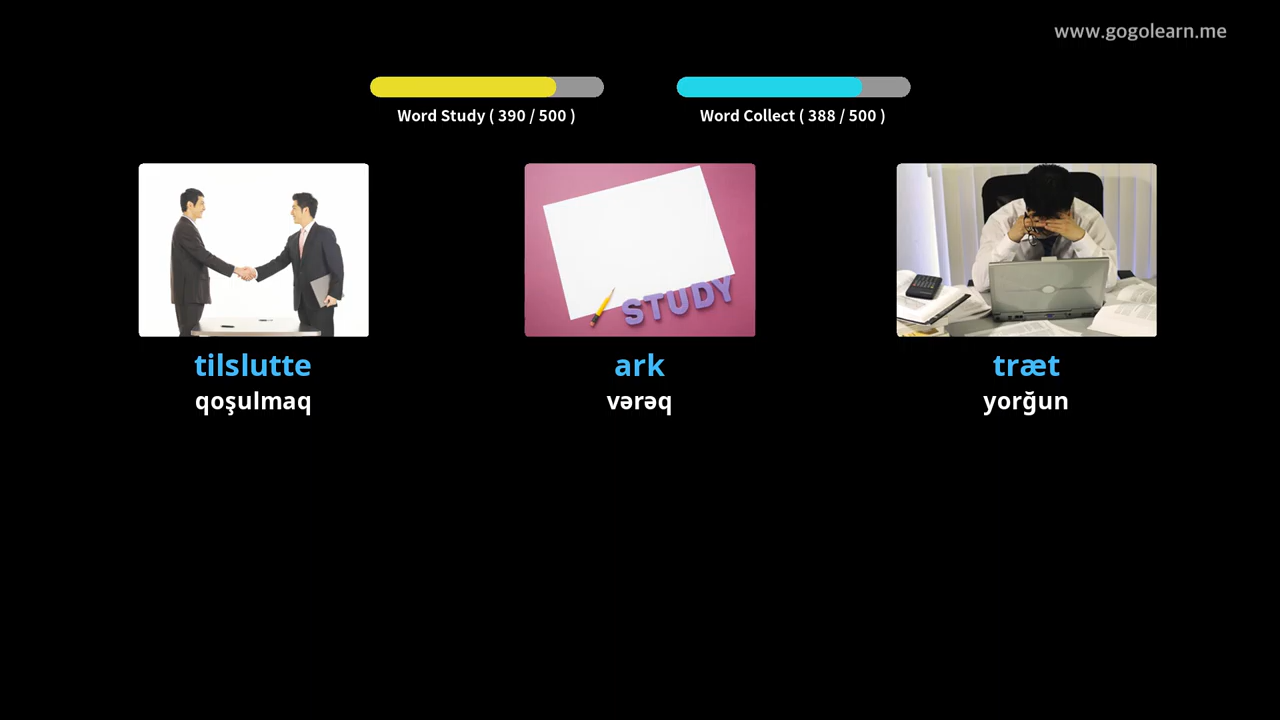 www.gogolearn.me
Word Study ( 390 / 500 )
Word Collect ( 388 / 500 )
STUDY
tilslutte
ark
træt
qoşulmaq
vərəq
yorğun